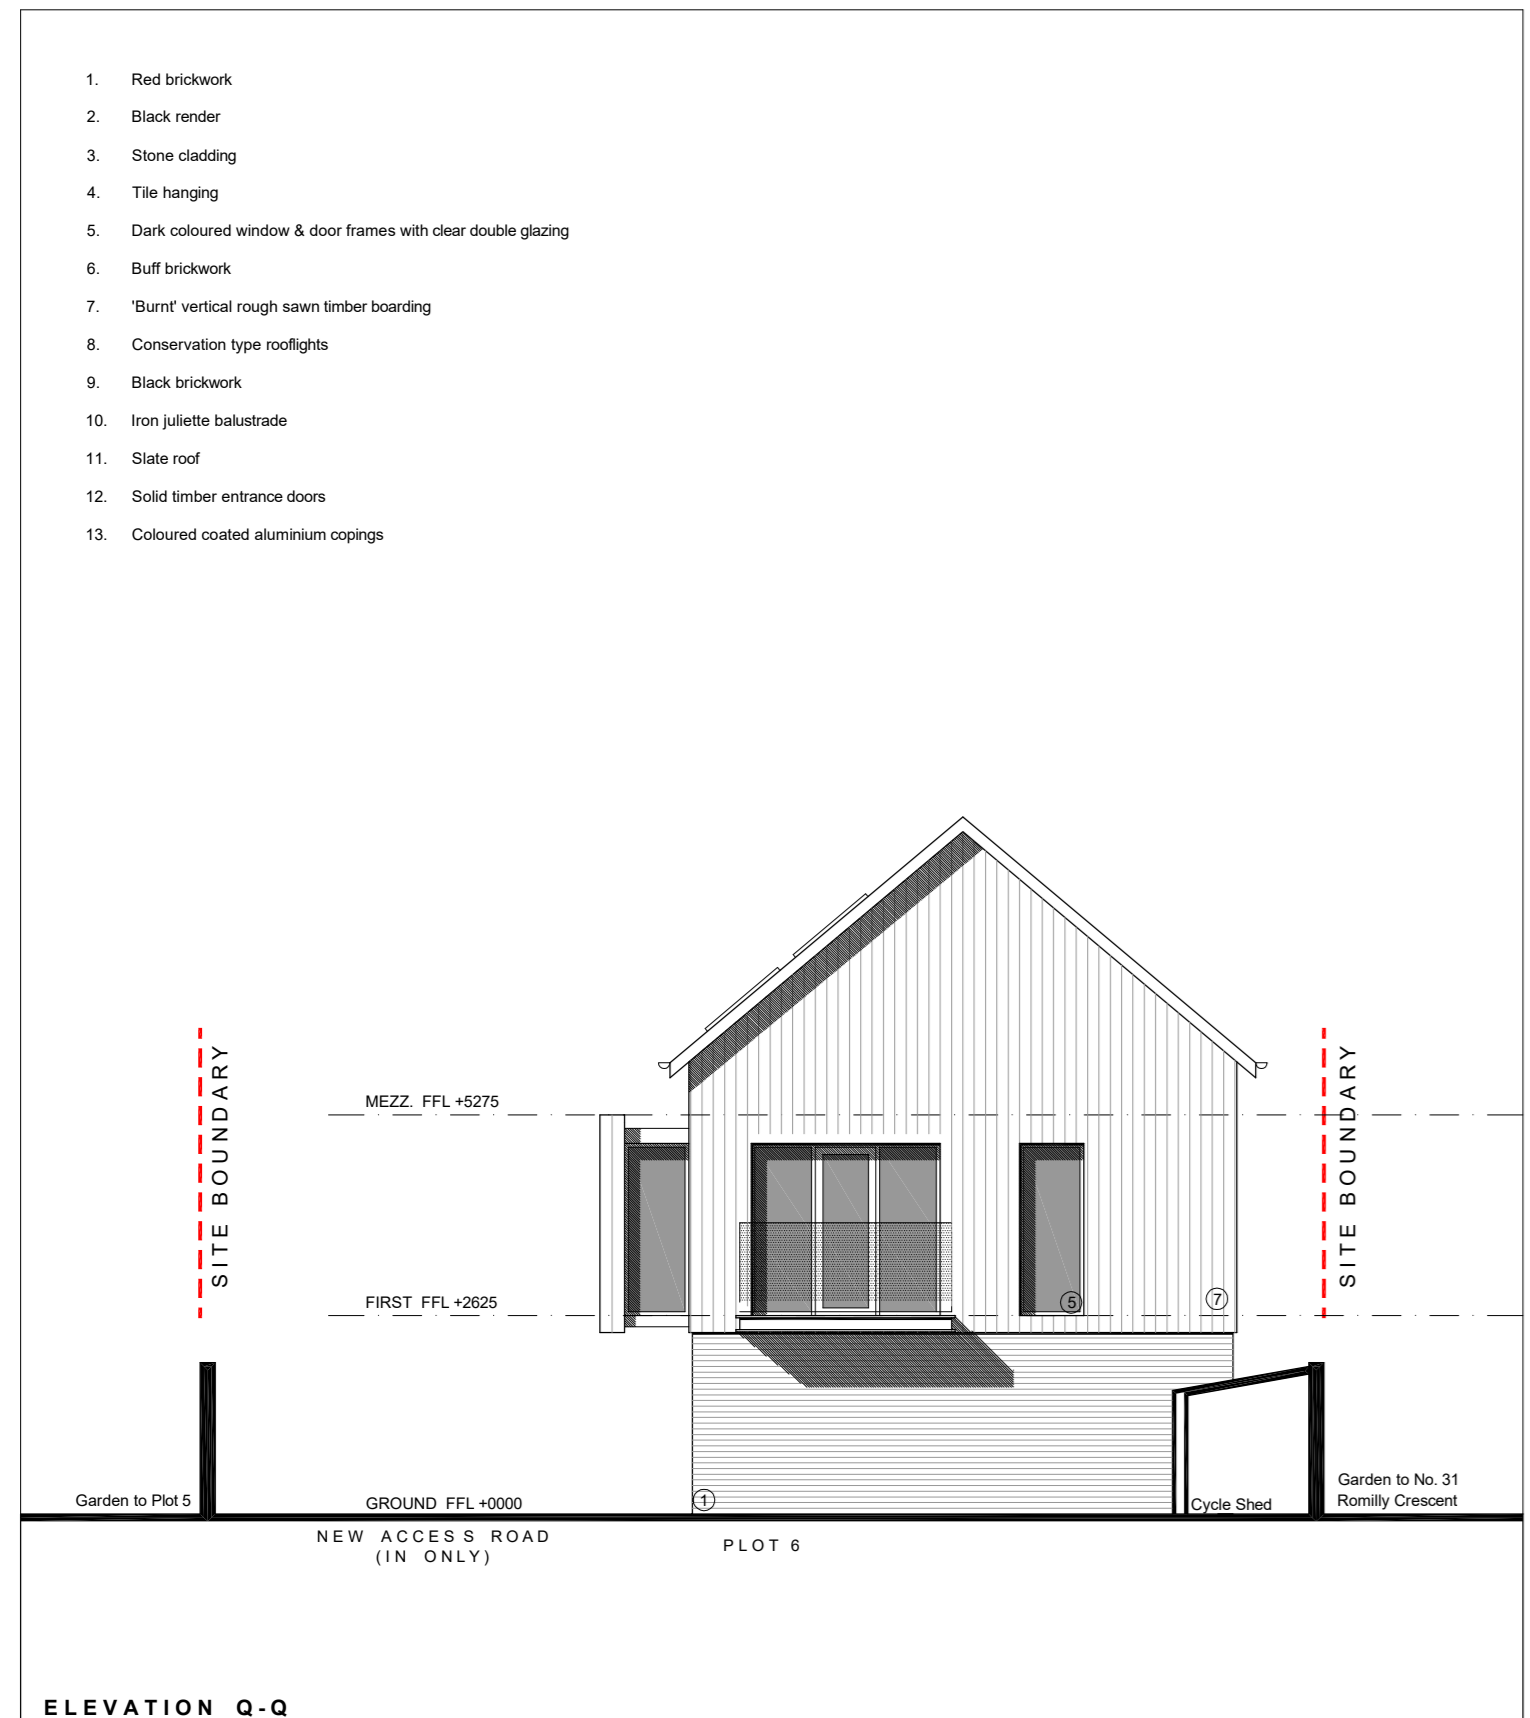 1. Red brickwork
2. Black render
3. Stone cladding
4. Tile hanging
5. Dark coloured window & door frames with clear double glazing
6. Buff brickwork
7. 'Burnt' vertical rough sawn timber boarding
8. Conservation type rooflights
9. Black brickwork
10. Iron juliette balustrade
11. Slate roof
12. Solid timber entrance doors
13. Coloured coated aluminium copings
SITE BOUNDARY
SITE BOUNDARY
MEZZ. FFL +5275
FIRST FFL +2625
5
7
Garden to Plot 5
GROUND FFL +0000
1
Cycle Shed
Garden to No. 31
Romilly Crescent
NEW ACCESS ROAD
(IN ONLY)
PLOT 6
ELEVATION Q-Q